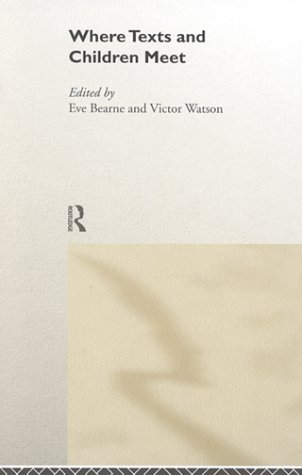 Where Texts and
Children Meet
Edited by
Eve Bearne and Victor Watson
R
ROUTLEDGE